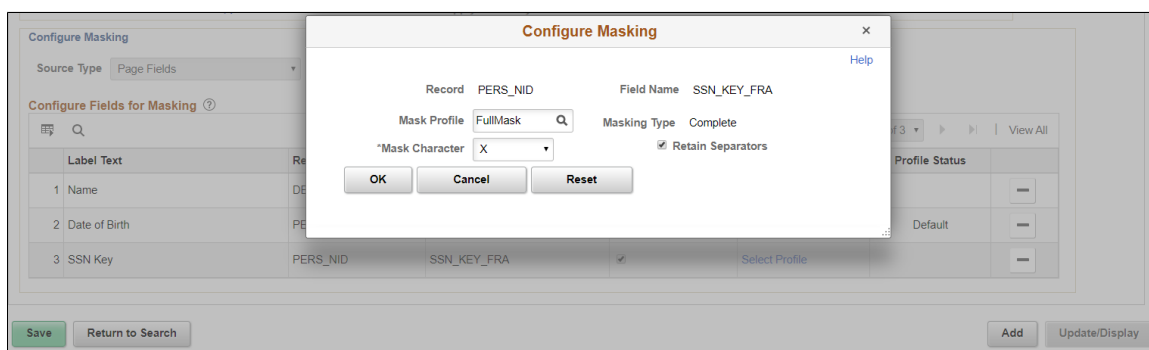 Configure Masking
Source Type Page Fields
Configure Fields for Masking
of 3 View All
Label Text Re Profile Status
1 Name DE
2 Date of Birth PE Default
3 SSN Key PERS_NID SSN_KEY_FRA Select Profile
Save Return to Search Add Update/Display
Configure Masking ×
Help
Record PERS_NID Field Name SSN_KEY_FRA
Mask Profile FullMask Masking Type Complete
*Mask Character X Retain Separators
OK Cancel Reset